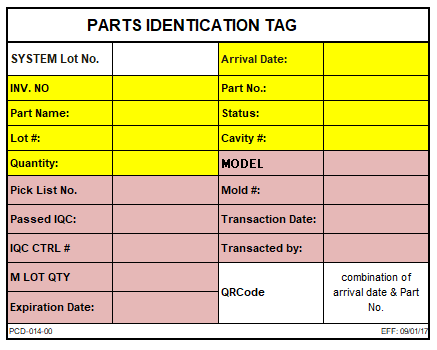 PARTS IDENTICATION TAG
SYSTEM Lot No. Arrival Date:
INV. NO Part No.:
Part Name: Status:
Lot #: Cavity #:
Quantity: MODEL
Pick List No. Mold #:
Passed IQC: Transaction Date:
IQC CTRL # Transacted by:
M LOT QTY
QRCode
combination of
arrival date & Part
No.
Expiration Date:
PCD-014-00 EFF: 09/01/17